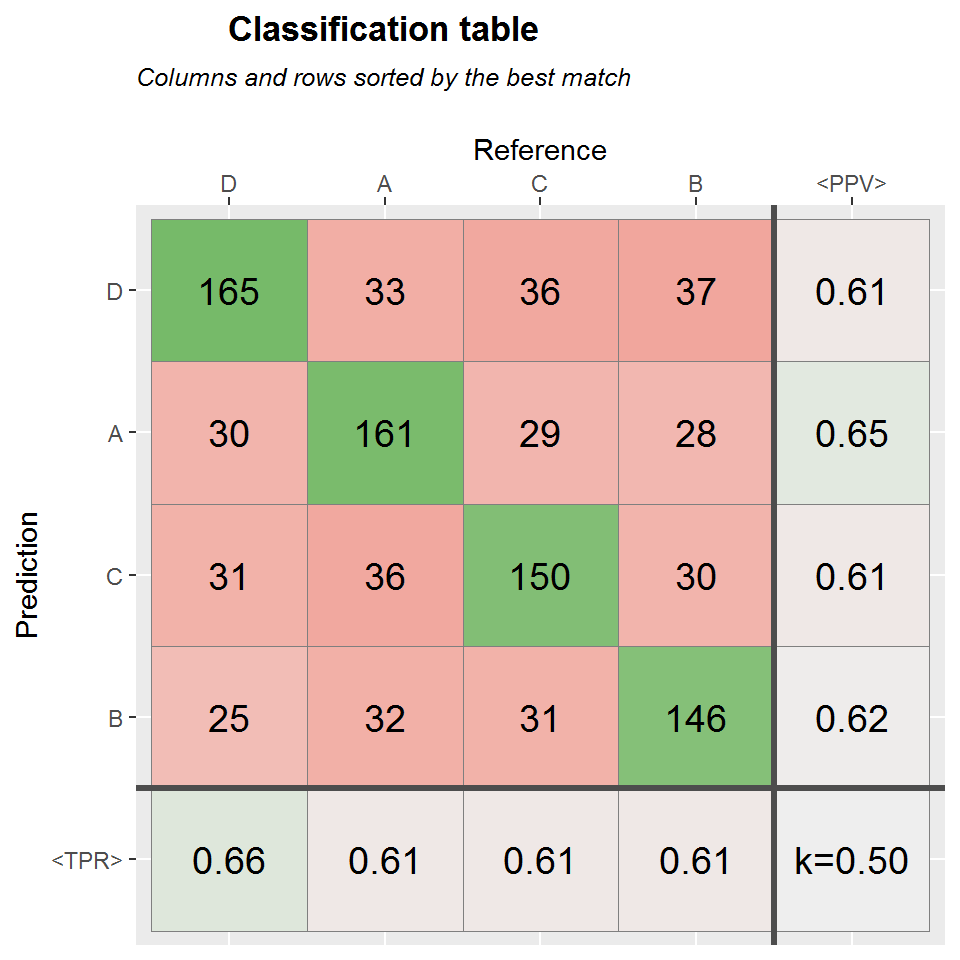 Classification table
Columns and rows sorted by the best match
Reference
D A C B <PPV>
D 165 33 36 37 0.61
A 30 161 29 28 0.65
C 31 36 150 30 0.61
B 25 32 31 146 0.62
<TPR> 0.66 0.61 0.61 0.61 k=0.50
Prediction